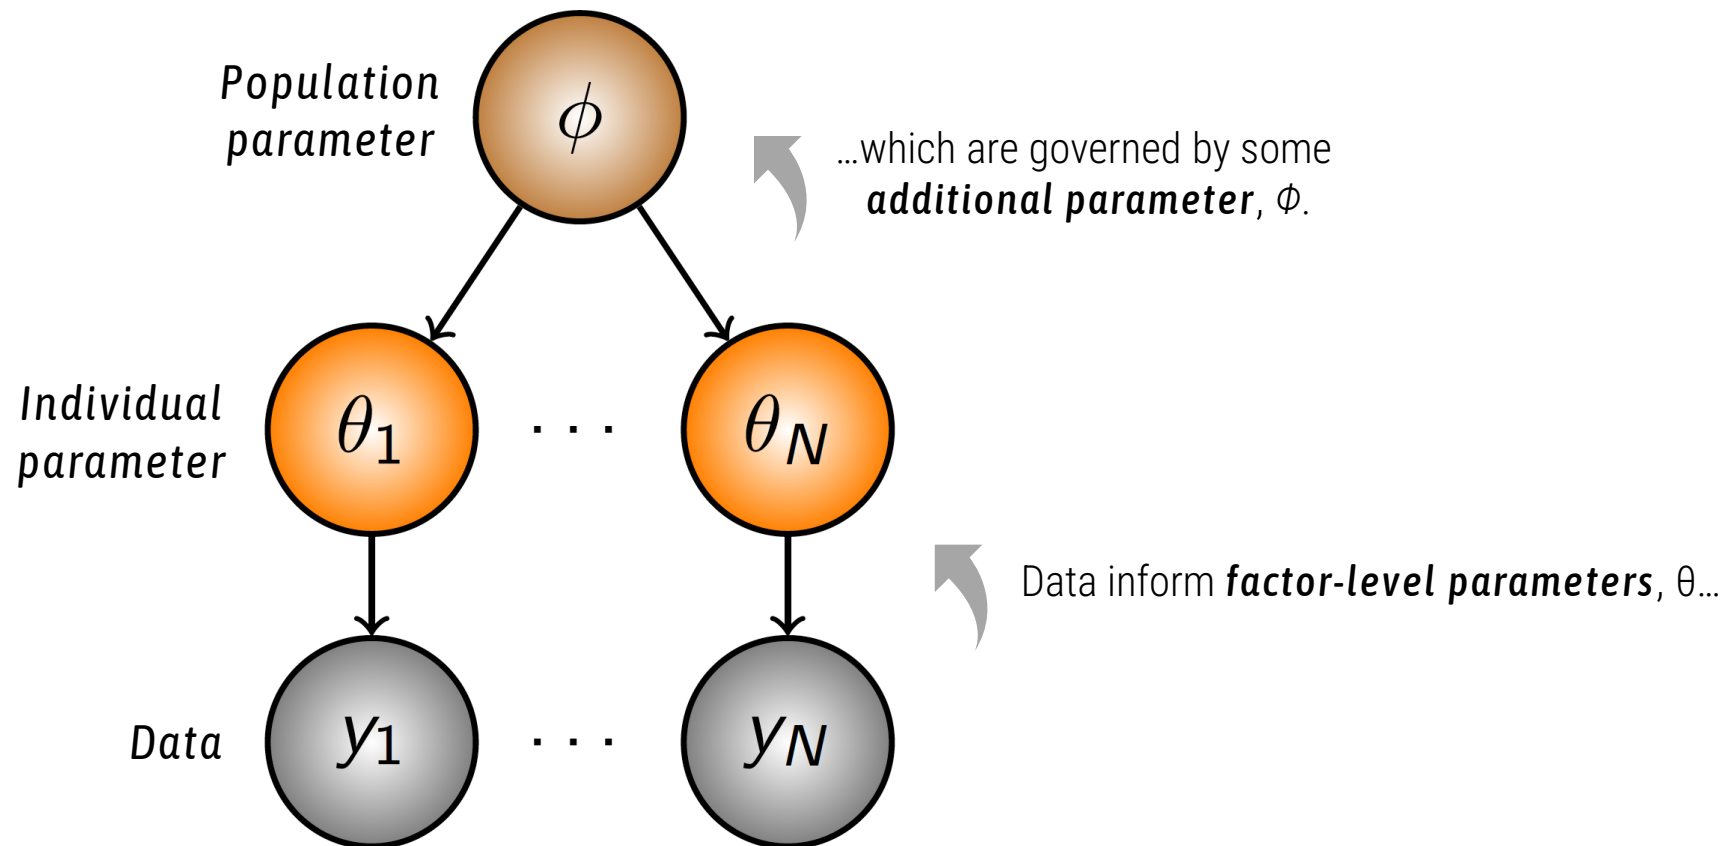 Population
parameter
ϕ
…which are governed by some
additional parameter, Φ.
Individual
parameter
θ1 . . . θN
Data inform factor-level parameters, θ…
Data
y1 . . . yN